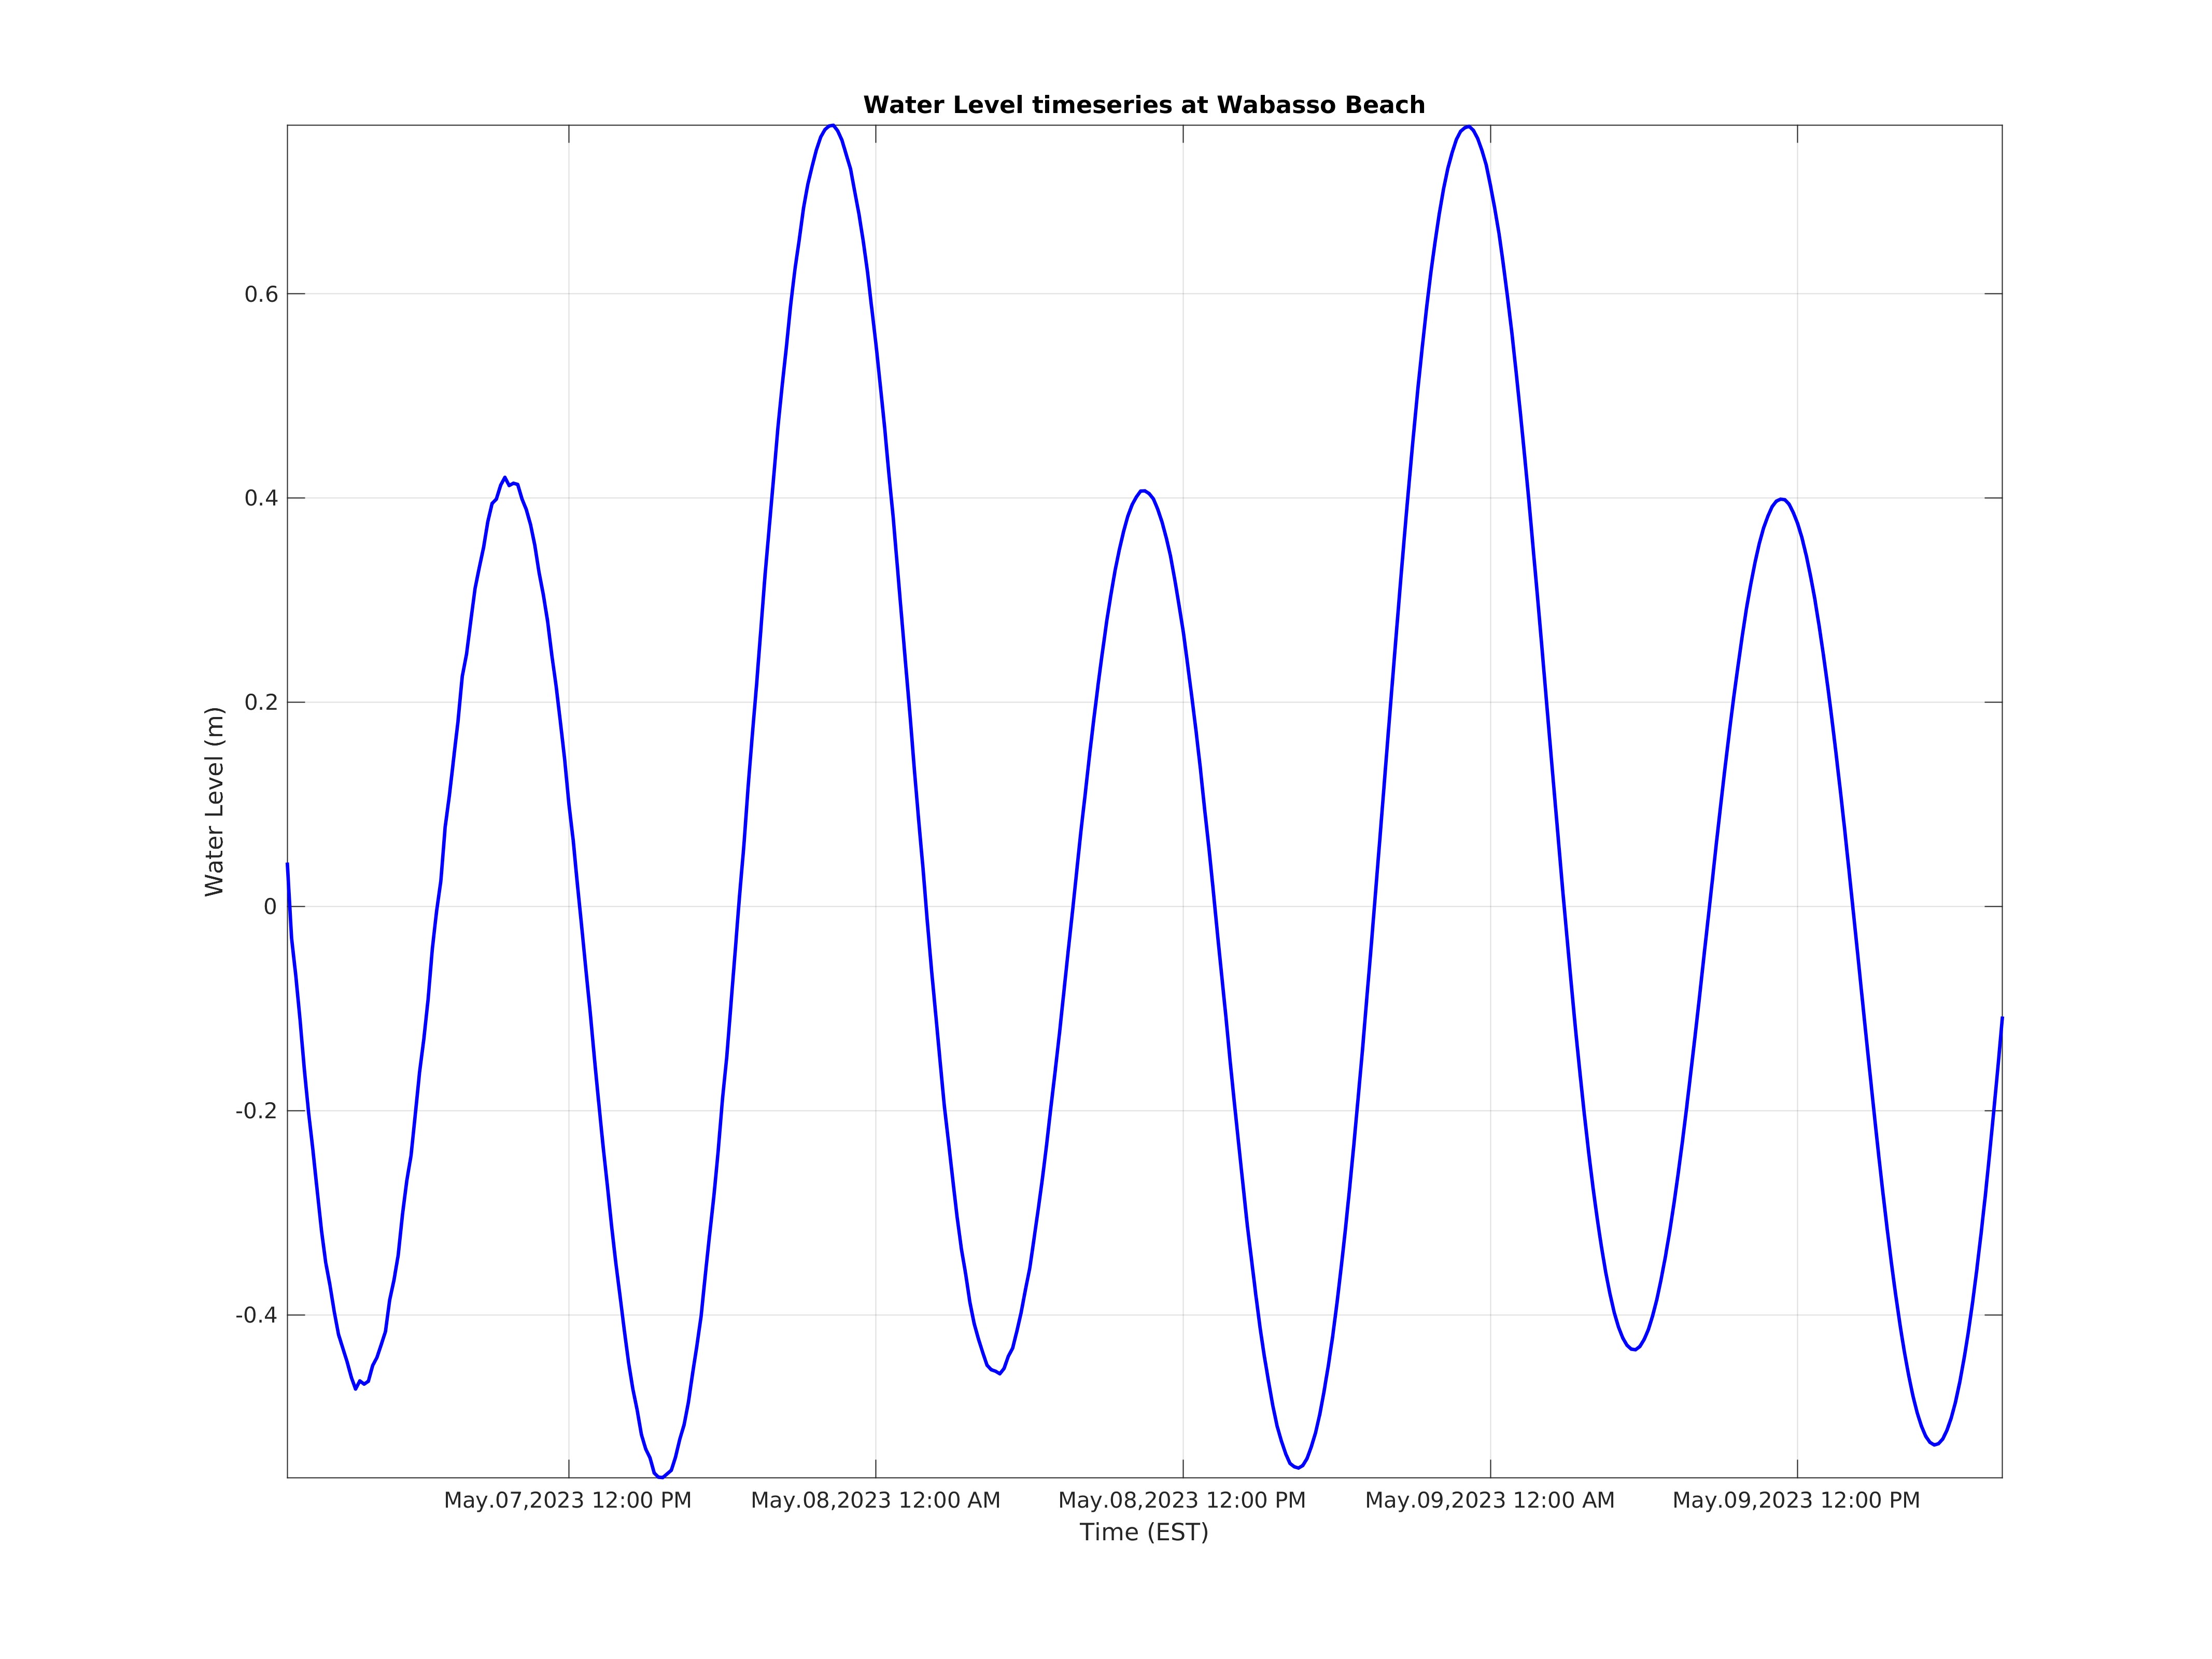 Water Level timeseries at Wabasso Beach
0.6
0.4
0.2
0
-0.2
-0.4
Water Level (m)
May.07,2023 12:00 PM May.08,2023 12:00 AM May.08,2023 12:00 PM May.09,2023 12:00 AM May.09,2023 12:00 PM
Time (EST)